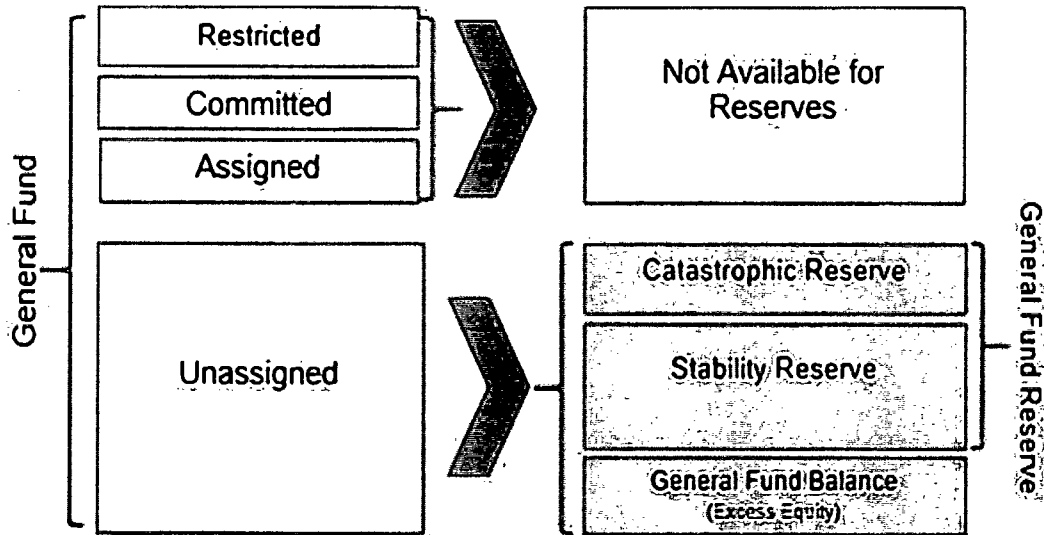 General Fund
Restricted
Committed
Assigned
Not Available for
Reserves
Unassigned
Catastrophic Reserve
Stability Reserve
General Fund Balance
(Excess Equity)
General Fund Reserve